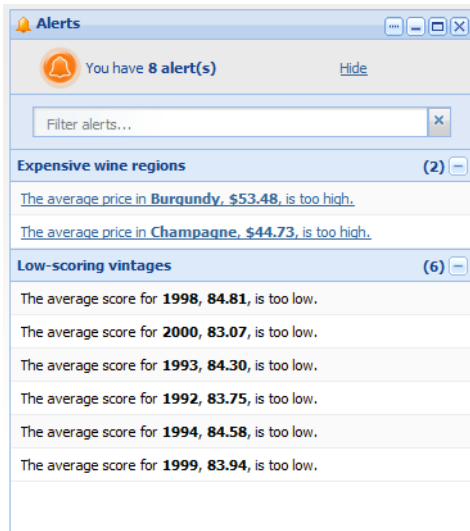 Alerts
You have 8 alert(s) Hide
Filter alerts...
Expensive wine regions (2)
The average price in Burgundy, $53.48, is too high.
The average price in Champagne, $44.73, is too high.
Low-scoring vintages (6)
The average score for 1998, 84.81, is too low.
The average score for 2000, 83.07, is too low.
The average score for 1993, 84.30, is too low.
The average score for 1992, 83.75, is too low.
The average score for 1994, 84.58, is too low.
The average score for 1999, 83.94, is too low.